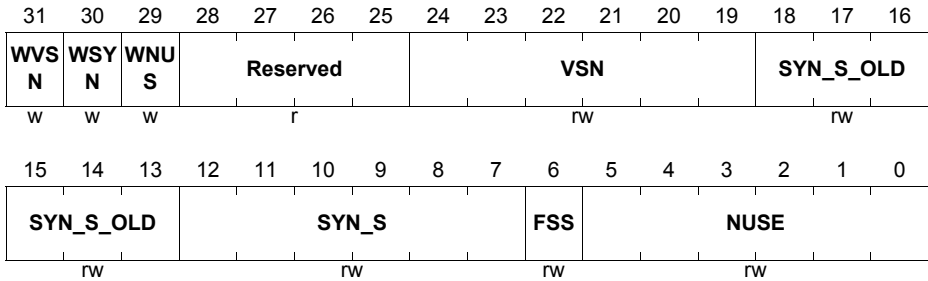 31 30 29 28 27 26 25 24 23 22 21 20 19 18 17 16
WVS WSY WNU
N N S
Reserved VSN SYN_S_OLD
w w w r rw rw
15 14 13 12 11 10 9 8 7 6 5 4 3 2 1 0
SYN_S_OLD SYN_S FSS NUSE
rw rw rw rw